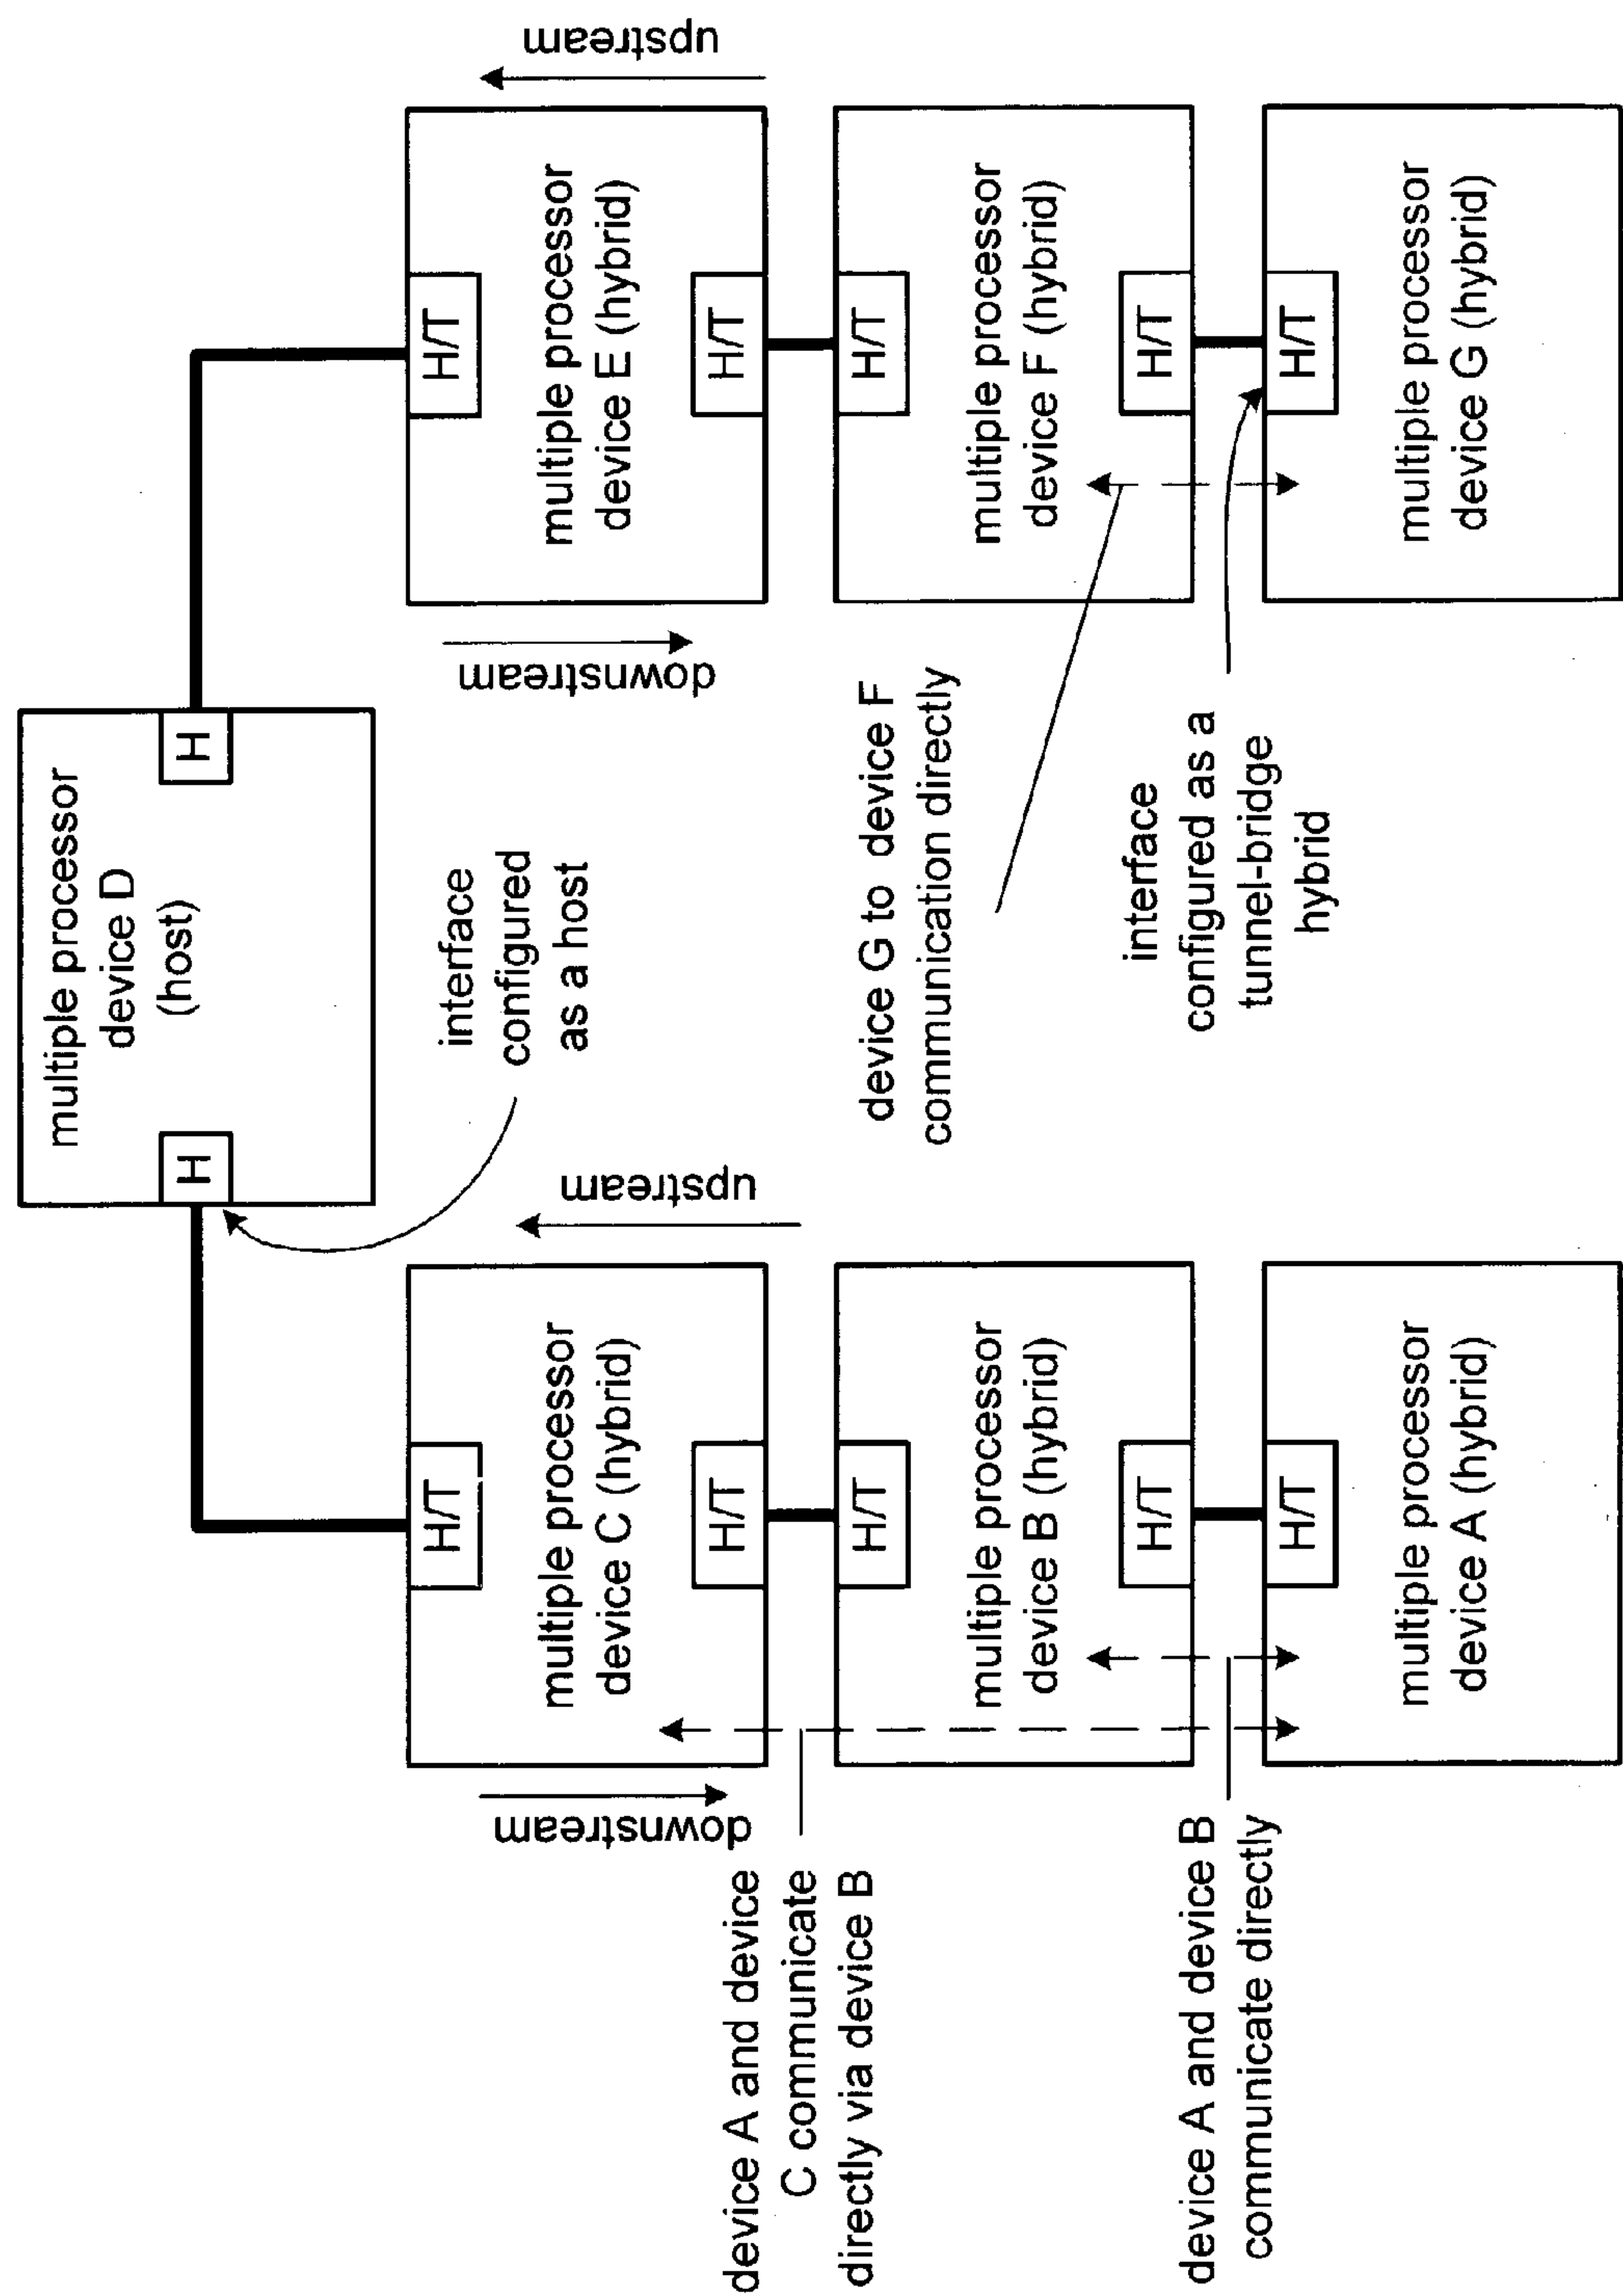 multiple processor
device D
(host)
H
H
interface
configured
as a host
upstream
downstream
H/T
multiple processor
device C (hybrid)
H/T
H/T
multiple processor
device B (hybrid)
H/T
H/T
multiple processor
device A (hybrid)
device A and device
C communicate
directly via device B
device A and device B
communicate directly
upstream
downstream
H/T
multiple processor
device E (hybrid)
H/T
H/T
multiple processor
device F (hybrid)
H/T
H/T
multiple processor
device G (hybrid)
device G to device F
communication directly
interface
configured as a
tunnel-bridge
hybrid